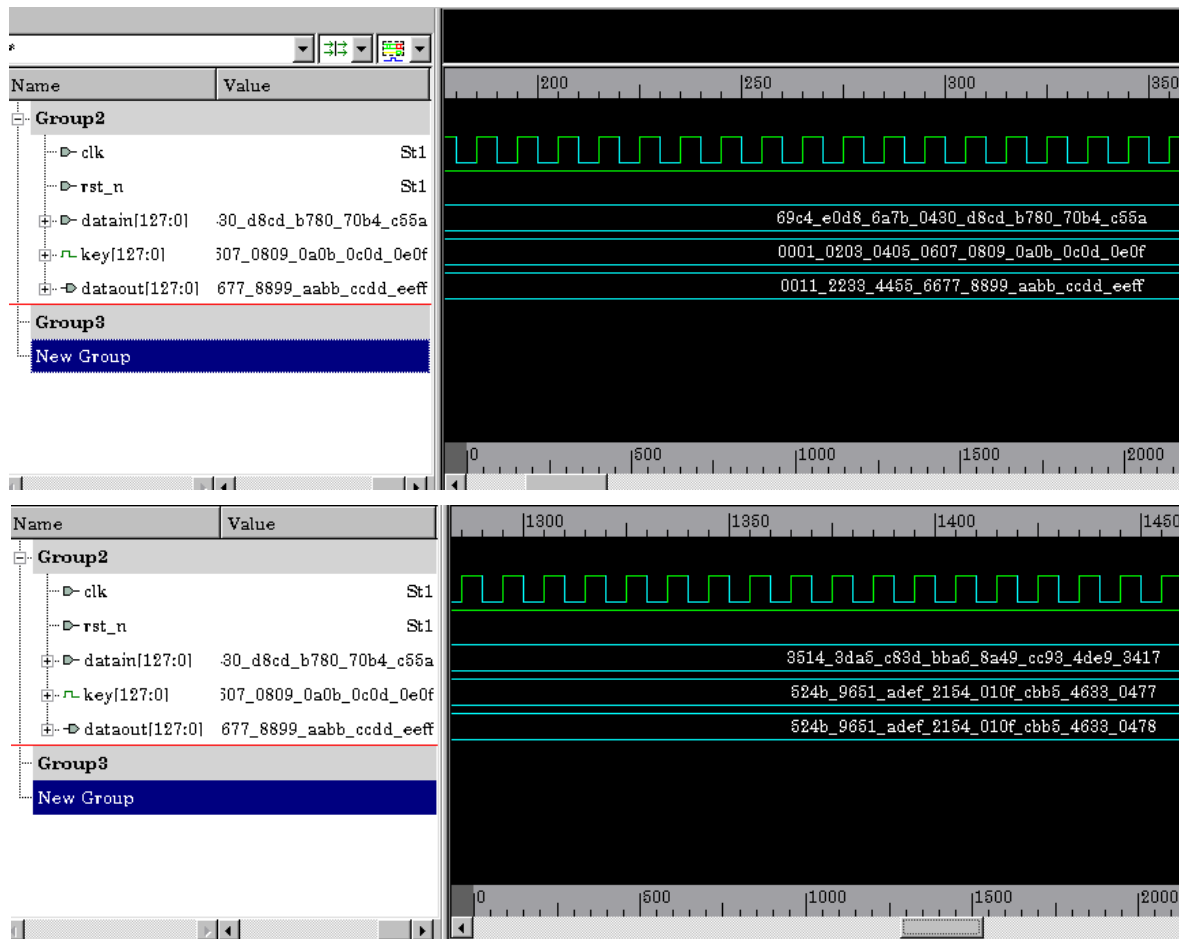 *
Name Value |200 |250 |300 |350
Group2
clk St1
rst_n St1
datain[127:0] 30_d8cd_b780_70b4_c55a 69c4_e0d8_6a7b_0430_d8cd_b780_70b4_c55a
key[127:0] 607_0809_0a0b_0c0d_0e0f 0001_0203_0405_0607_0809_0a0b_0c0d_0e0f
dataout[127:0] 677_8899_aabb_ccdd_eeff 0011_2233_4455_6677_8899_aabb_ccdd_eeff
Group3
New Group
|0 |500 |1000 |1500 |2000
Name Value |1300 |1350 |1400 |1450
Group2
clk St1
rst_n St1
datain[127:0] 30_d8cd_b780_70b4_c55a 3514_3da5_c83d_bba6_8a49_cc93_4de9_3417
key[127:0] 607_0809_0a0b_0c0d_0e0f 524b_9651_adef_2154_010f_cbb5_4633_0477
dataout[127:0] 677_8899_aabb_ccdd_eeff 524b_9651_adef_2154_010f_cbb5_4633_0478
Group3
New Group
|0 |500 |1000 |1500 |2000